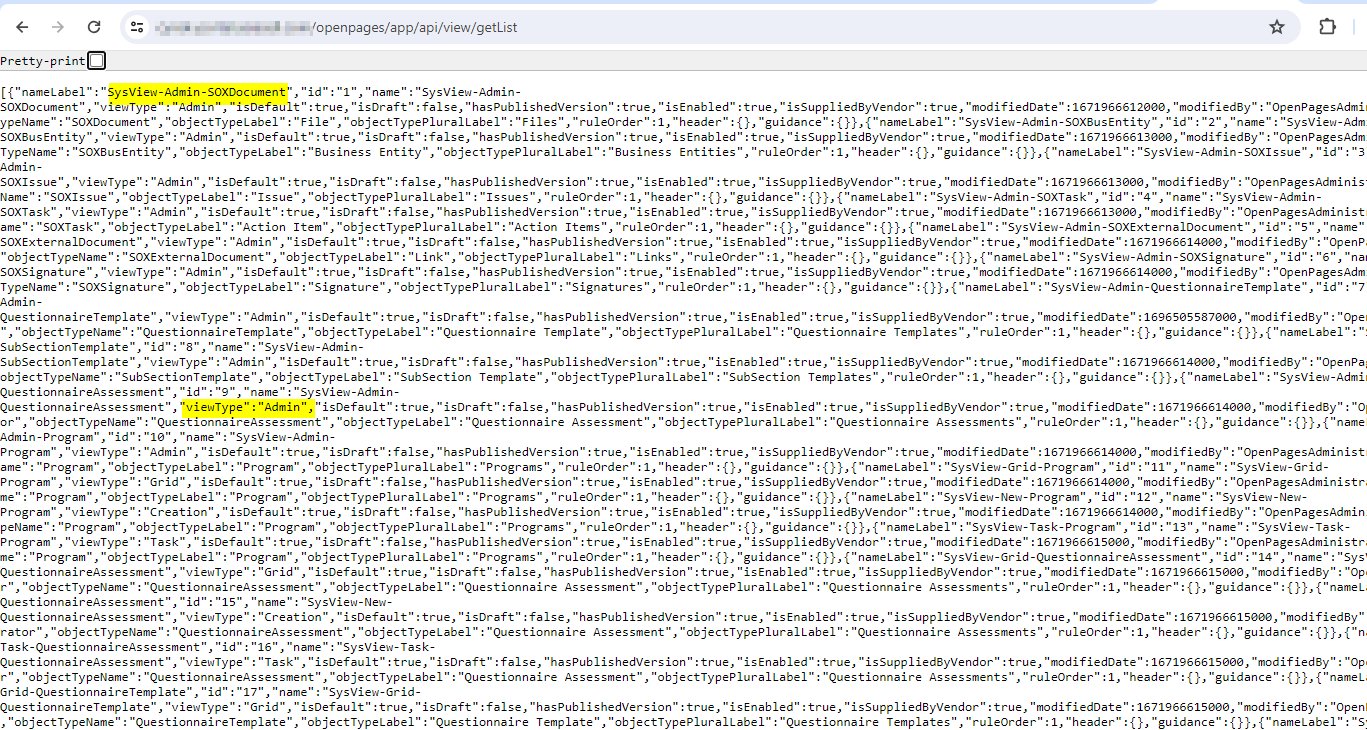 /openpages/app/api/view/getList
Pretty-print
[{"nameLabel":"SysView-Admin-SOXDocument","id":"1","name":"SysView-Admin-
SOXDocument","viewType":"Admin","isDefault":true,"isDraft":false,"hasPublishedVersion":true,"isEnabled":true,"isSuppliedByVendor":true,"modifiedDate":1671966612000,"modifiedBy":"OpenPagesAdm
ypeName":"SOXDocument","objectTypeLabel":"File","objectTypePluralLabel":"Files","ruleOrder":1,"header":{},"guidance":{}},{"nameLabel":"SysView-Admin-SOXBusEntity","id":"2","name":"SysView-Adm
SOXBusEntity","viewType":"Admin","isDefault":true,"isDraft":false,"hasPublishedVersion":true,"isEnabled":true,"isSuppliedByVendor":true,"modifiedDate":1671966613000,"modifiedBy":"OpenPagesAdm
TypeName":"SOXBusEntity","objectTypeLabel":"Business Entity","objectTypePluralLabel":"Business Entities","ruleOrder":1,"header":{},"guidance":{}},{"nameLabel":"SysView-Admin-SOXIssue","id":"3
Admin-
SOXIssue","viewType":"Admin","isDefault":true,"isDraft":false,"hasPublishedVersion":true,"isEnabled":true,"isSuppliedByVendor":true,"modifiedDate":1671966613000,"modifiedBy":"OpenPagesAdminist
Name":"SOXIssue","objectTypeLabel":"Issue","objectTypePluralLabel":"Issues","ruleOrder":1,"header":{},"guidance":{}},{"nameLabel":"SysView-Admin-SOXTask","id":"4","name":"SysView-Admin-
SOXTask","viewType":"Admin","isDefault":true,"isDraft":false,"hasPublishedVersion":true,"isEnabled":true,"isSuppliedByVendor":true,"modifiedDate":1671966613000,"modifiedBy":"OpenPagesAdministr
ame":"SOXTask","objectTypeLabel":"Action Item","objectTypePluralLabel":"Action Items","ruleOrder":1,"header":{},"guidance":{}},{"nameLabel":"SysView-Admin-SOXExternalDocument","id":"5","name"
SOXExternalDocument","viewType":"Admin","isDefault":true,"isDraft":false,"hasPublishedVersion":true,"isEnabled":true,"isSuppliedByVendor":true,"modifiedDate":1671966614000,"modifiedBy":"OpenP
"objectTypeName":"SOXExternalDocument","objectTypeLabel":"Link","objectTypePluralLabel":"Links","ruleOrder":1,"header":{},"guidance":{}},{"nameLabel":"SysView-Admin-SOXSignature","id":"6","nam
SOXSignature","viewType":"Admin","isDefault":true,"isDraft":false,"hasPublishedVersion":true,"isEnabled":true,"isSuppliedByVendor":true,"modifiedDate":1671966614000,"modifiedBy":"OpenPagesAdm
TypeName":"SOXSignature","objectTypeLabel":"Signature","objectTypePluralLabel":"Signatures","ruleOrder":1,"header":{},"guidance":{}},{"nameLabel":"SysView-Admin-QuestionnaireTemplate","id":"7
Admin-
QuestionnaireTemplate","viewType":"Admin","isDefault":true,"isDraft":false,"hasPublishedVersion":true,"isEnabled":true,"isSuppliedByVendor":true,"modifiedDate":1696505587000,"modifiedBy":"Ope
","objectTypeName":"QuestionnaireTemplate","objectTypeLabel":"Questionnaire Template","objectTypePluralLabel":"Questionnaire Templates","ruleOrder":1,"header":{},"guidance":{}},{"nameLabel":"
SubSectionTemplate","id":"8","name":"SysView-Admin-
SubSectionTemplate","viewType":"Admin","isDefault":true,"isDraft":false,"hasPublishedVersion":true,"isEnabled":true,"isSuppliedByVendor":true,"modifiedDate":1671966614000,"modifiedBy":"OpenPa
objectTypeName":"SubSectionTemplate","objectTypeLabel":"SubSection Template","objectTypePluralLabel":"SubSection Templates","ruleOrder":1,"header":{},"guidance":{}},{"nameLabel":"SysView-Admi
QuestionnaireAssessment","id":"9","name":"SysView-Admin-
QuestionnaireAssessment","viewType":"Admin","isDefault":true,"isDraft":false,"hasPublishedVersion":true,"isEnabled":true,"isSuppliedByVendor":true,"modifiedDate":1671966614000,"modifiedBy":"Op
or","objectTypeName":"QuestionnaireAssessment","objectTypeLabel":"Questionnaire Assessment","objectTypePluralLabel":"Questionnaire Assessments","ruleOrder":1,"header":{},"guidance":{}},{"name
Admin-Program","id":"10","name":"SysView-Admin-
Program","viewType":"Admin","isDefault":true,"isDraft":false,"hasPublishedVersion":true,"isEnabled":true,"isSuppliedByVendor":true,"modifiedDate":1671966614000,"modifiedBy":"OpenPagesAdministr
ame":"Program","objectTypeLabel":"Program","objectTypePluralLabel":"Programs","ruleOrder":1,"header":{},"guidance":{}},{"nameLabel":"SysView-Grid-Program","id":"11","name":"SysView-Grid-
Program","viewType":"Grid","isDefault":true,"isDraft":false,"hasPublishedVersion":true,"isEnabled":true,"isSuppliedByVendor":true,"modifiedDate":1671966614000,"modifiedBy":"OpenPagesAdministra
me":"Program","objectTypeLabel":"Program","objectTypePluralLabel":"Programs","ruleOrder":1,"header":{},"guidance":{}},{"nameLabel":"SysView-New-Program","id":"12","name":"SysView-New-
Program","viewType":"Creation","isDefault":true,"isDraft":false,"hasPublishedVersion":true,"isEnabled":true,"isSuppliedByVendor":true,"modifiedDate":1671966614000,"modifiedBy":"OpenPagesAdmini
peName":"Program","objectTypeLabel":"Program","objectTypePluralLabel":"Programs","ruleOrder":1,"header":{},"guidance":{}},{"nameLabel":"SysView-Task-Program","id":"13","name":"SysView-Task-
Program","viewType":"Task","isDefault":true,"isDraft":false,"hasPublishedVersion":true,"isEnabled":true,"isSuppliedByVendor":true,"modifiedDate":1671966615000,"modifiedBy":"OpenPagesAdministra
me":"Program","objectTypeLabel":"Program","objectTypePluralLabel":"Programs","ruleOrder":1,"header":{},"guidance":{}},{"nameLabel":"SysView-Grid-QuestionnaireAssessment","id":"14","name":"Sys
QuestionnaireAssessment","viewType":"Grid","isDefault":true,"isDraft":false,"hasPublishedVersion":true,"isEnabled":true,"isSuppliedByVendor":true,"modifiedDate":1671966615000,"modifiedBy":"Ope
r","objectTypeName":"QuestionnaireAssessment","objectTypeLabel":"Questionnaire Assessment","objectTypePluralLabel":"Questionnaire Assessments","ruleOrder":1,"header":{},"guidance":{}},{"nameL
QuestionnaireAssessment","id":"15","name":"SysView-New-
QuestionnaireAssessment","viewType":"Creation","isDefault":true,"isDraft":false,"hasPublishedVersion":true,"isEnabled":true,"isSuppliedByVendor":true,"modifiedDate":1671966615000,"modifiedBy"
rator","objectTypeName":"QuestionnaireAssessment","objectTypeLabel":"Questionnaire Assessment","objectTypePluralLabel":"Questionnaire Assessments","ruleOrder":1,"header":{},"guidance":{}},{"n
Task-QuestionnaireAssessment","id":"16","name":"SysView-Task-
QuestionnaireAssessment","viewType":"Task","isDefault":true,"isDraft":false,"hasPublishedVersion":true,"isEnabled":true,"isSuppliedByVendor":true,"modifiedDate":1671966615000,"modifiedBy":"Ope
r","objectTypeName":"QuestionnaireAssessment","objectTypeLabel":"Questionnaire Assessment","objectTypePluralLabel":"Questionnaire Assessments","ruleOrder":1,"header":{},"guidance":{}},{"nameL
Grid-QuestionnaireTemplate","id":"17","name":"SysView-Grid-
QuestionnaireTemplate","viewType":"Grid","isDefault":true,"isDraft":false,"hasPublishedVersion":true,"isEnabled":true,"isSuppliedByVendor":true,"modifiedDate":1671966615000,"modifiedBy":"OpenP
,"objectTypeName":"QuestionnaireTemplate","objectTypeLabel":"Questionnaire Template","objectTypePluralLabel":"Questionnaire Templates","ruleOrder":1,"header":{},"guidance":{}},{"nameLabel":"Sy